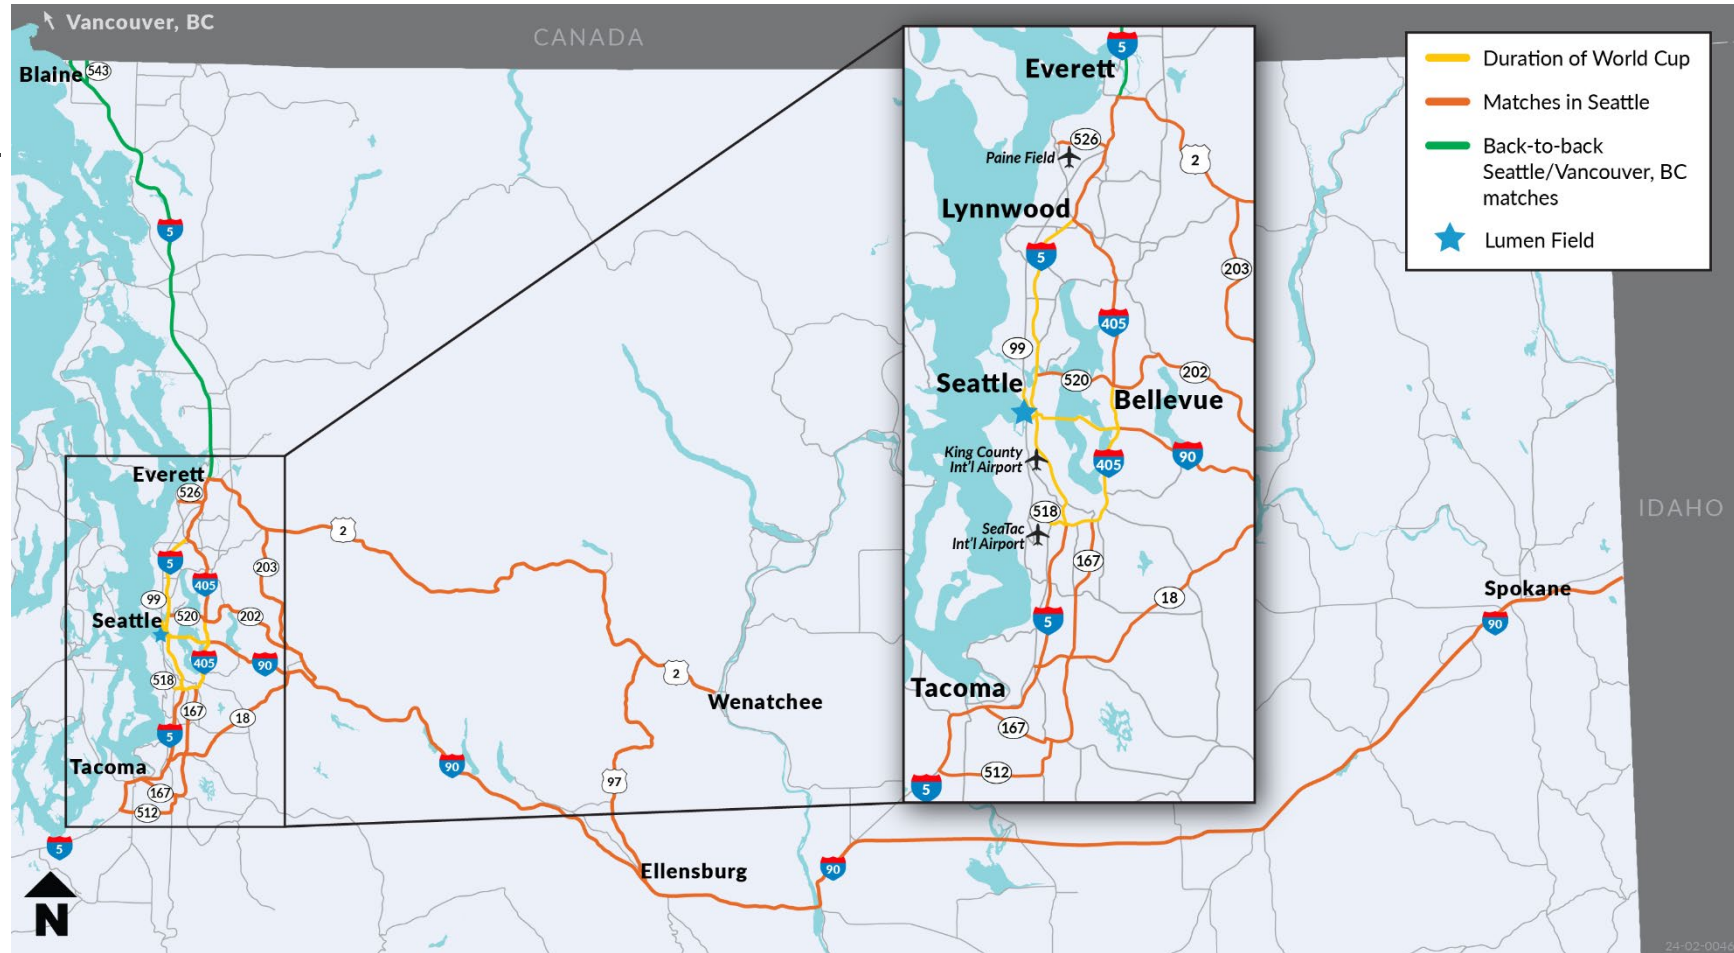 Vancouver, BC
CANADA
Blaine
543
5
Everett
526
2
203
5
405
99
Seattle
520
202
405
90
518
167
18
5
Tacoma
167
512
5
N
2
Wenatchee
97
90
Ellensburg
90
Spokane
90
IDAHO
5
Everett
526
Paine Field
2
Lynnwood
5
203
405
99
Seattle
520
202
Bellevue
King County
Int'l Airport
405
90
518
SeaTac
Int'l Airport
167
18
5
Tacoma
167
512
5
Duration of World Cup
Matches in Seattle
Back-to-back
Seattle/Vancouver, BC
matches
Lumen Field
24-02-0046